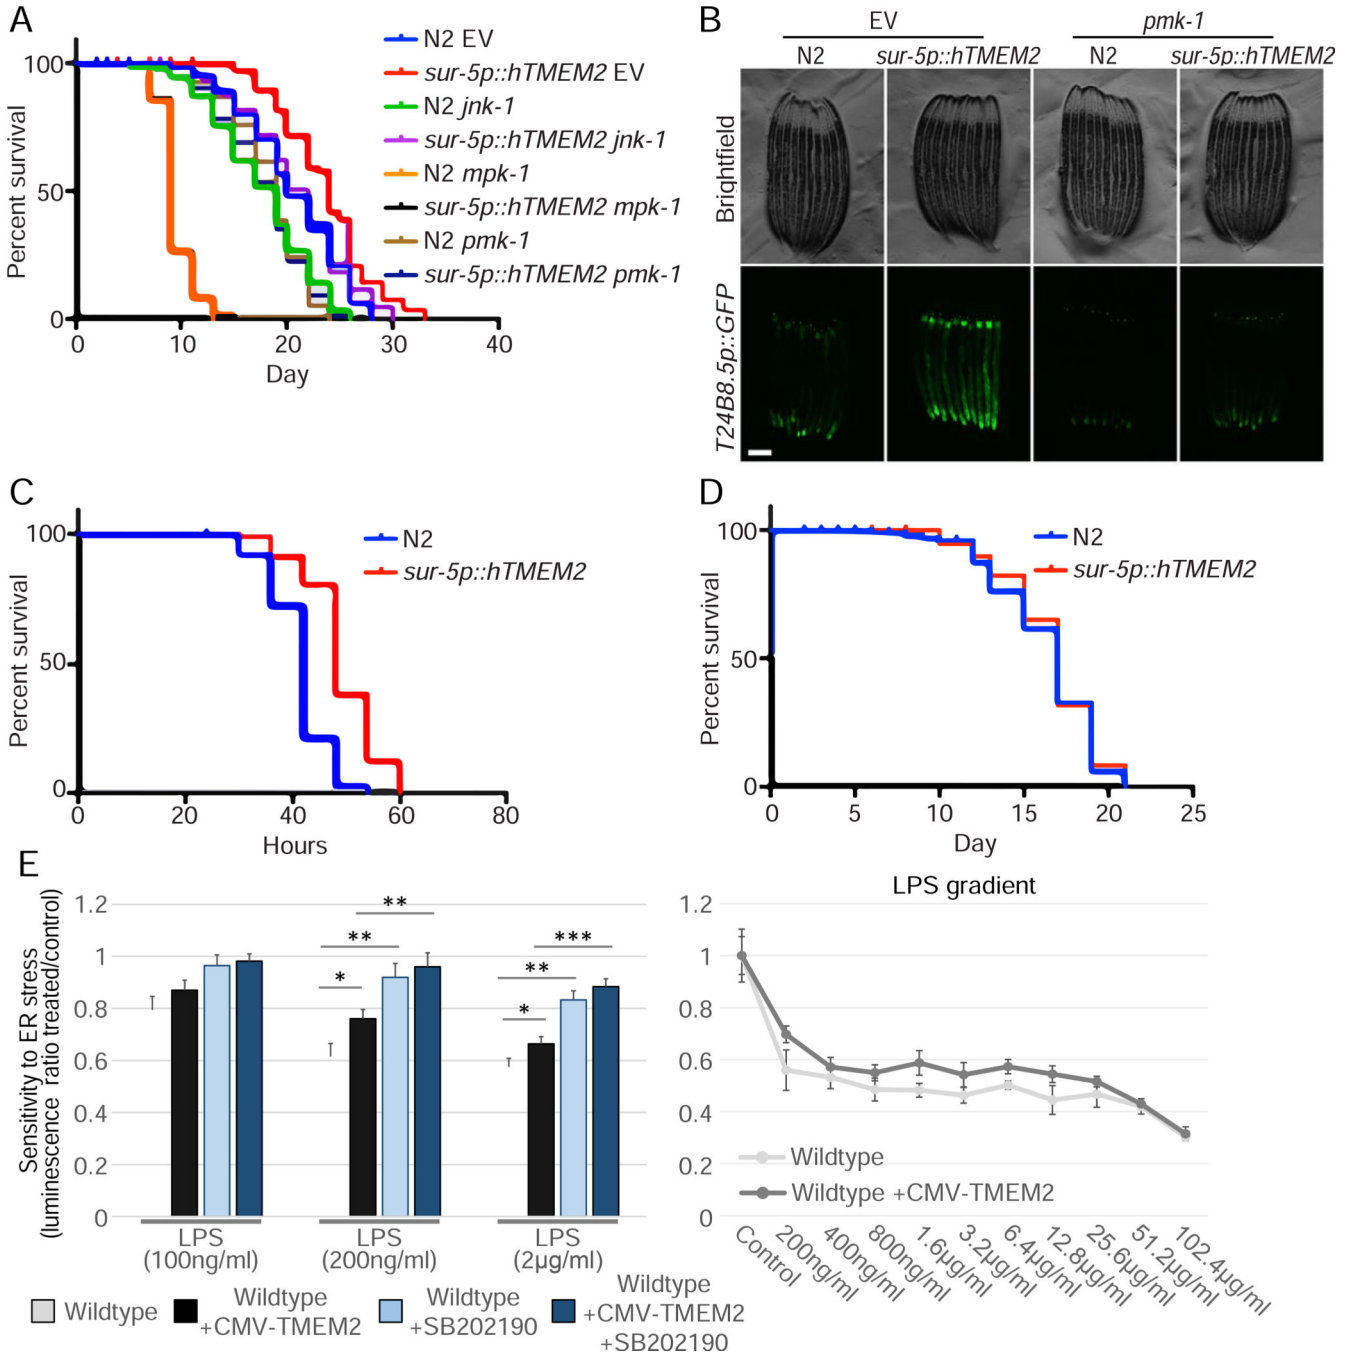 A
100
50
0
Percent survival
0
10
20
30
40
Day
N2 EV
sur-5p::hTMEM2 EV
N2 jnk-1
sur-5p::hTMEM2 jnk-1
N2 mpk-1
sur-5p::hTMEM2 mpk-1
N2 pmk-1
sur-5p::hTMEM2 pmk-1
B
EV
pmk-1
N2
sur-5p::hTMEM2
N2
sur-5p::hTMEM2
Brightfield
T24B8.5p::GFP
C
100
50
0
Percent survival
0
20
40
60
80
Hours
N2
sur-5p::hTMEM2
D
100
50
0
Percent survival
0
5
10
15
20
25
Day
N2
sur-5p::hTMEM2
E
Sensitivity to ER stress
(luminescence ratio treated/control)
1.2
1
0.8
0.6
0.4
0.2
0
*
**
**
*
**
***
LPS
(100ng/ml)
LPS
(200ng/ml)
LPS
(2µg/ml)
Wildtype
Wildtype
+CMV-TMEM2
Wildtype
+SB202190
Wildtype
+CMV-TMEM2
+SB202190
LPS gradient
1.2
1
0.8
0.6
0.4
0.2
0
Wildtype
Wildtype +CMV-TMEM2
Control
200ng/ml
400ng/ml
800ng/ml
1.6µg/ml
3.2µg/ml
6.4µg/ml
12.8µg/ml
25.6µg/ml
51.2µg/ml
102.4µg/ml